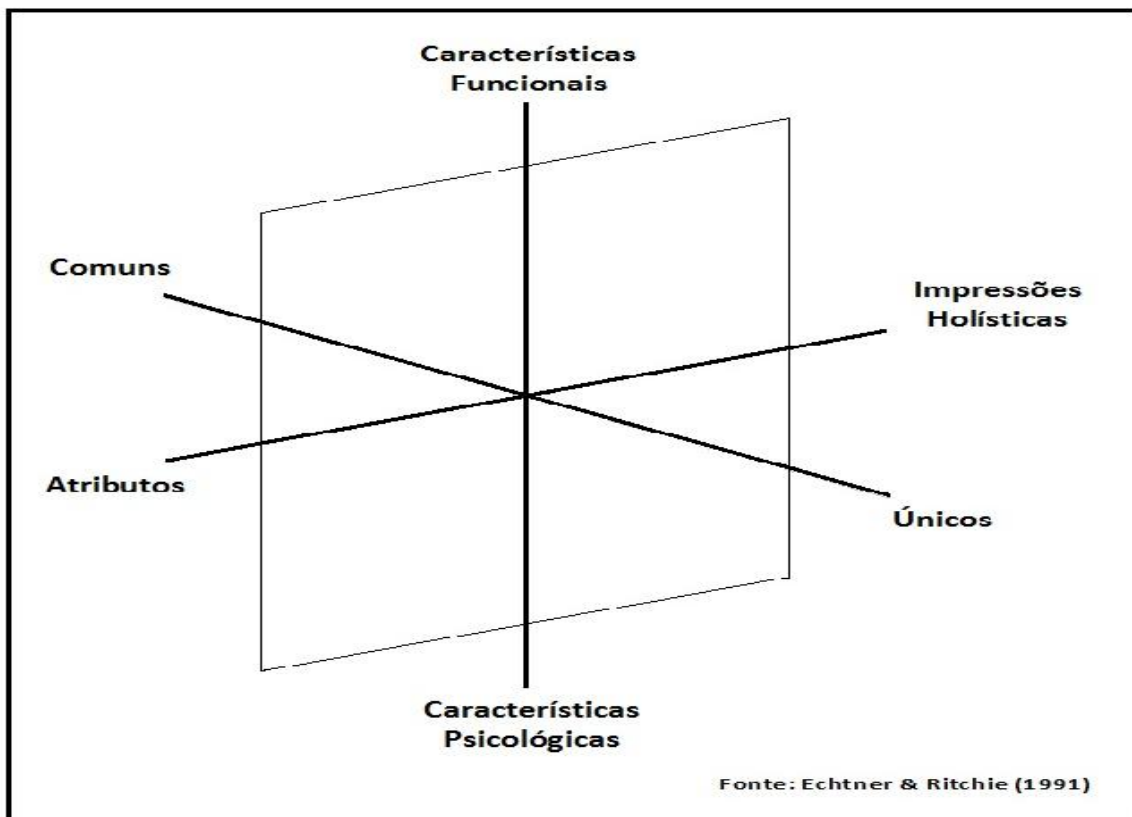 Características
Funcionais
Comuns
Impressões
Holísticas
Atributos
Únicos
Características
Psicológicas
Fonte: Echtner & Ritchie (1991)